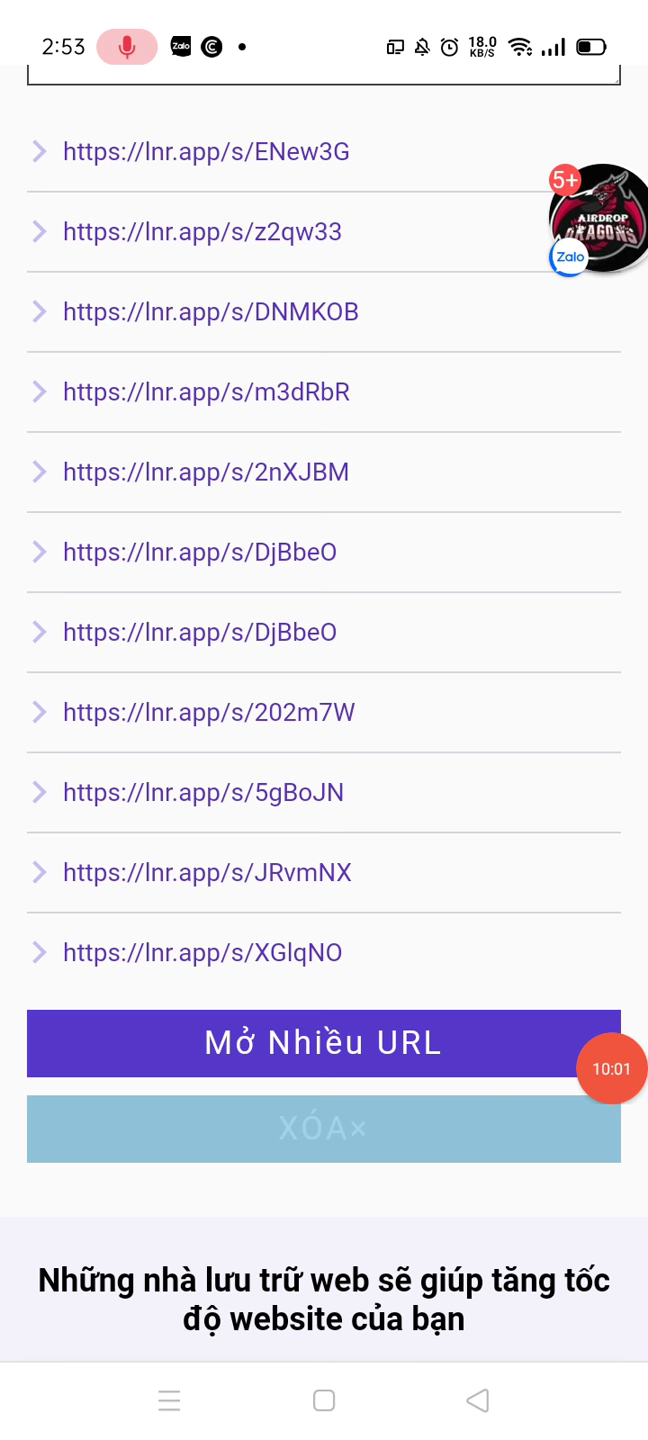 2:53
Zalo
18.0
KB/S
https://lnr.app/s/ENew3G
5+
AIRDROP
DRAGONS
Zalo
https://lnr.app/s/z2qw33
https://lnr.app/s/DNMKOB
https://lnr.app/s/m3dRbR
https://lnr.app/s/2nXJBM
https://lnr.app/s/DjBbeO
https://lnr.app/s/DjBbeO
https://lnr.app/s/202m7W
https://lnr.app/s/5gBoJN
https://lnr.app/s/JRvmNX
https://lnr.app/s/XGlqNO
Mở Nhiều URL
10:01
XÓA×
Những nhà lưu trữ web sẽ giúp tăng tốc
độ website của bạn